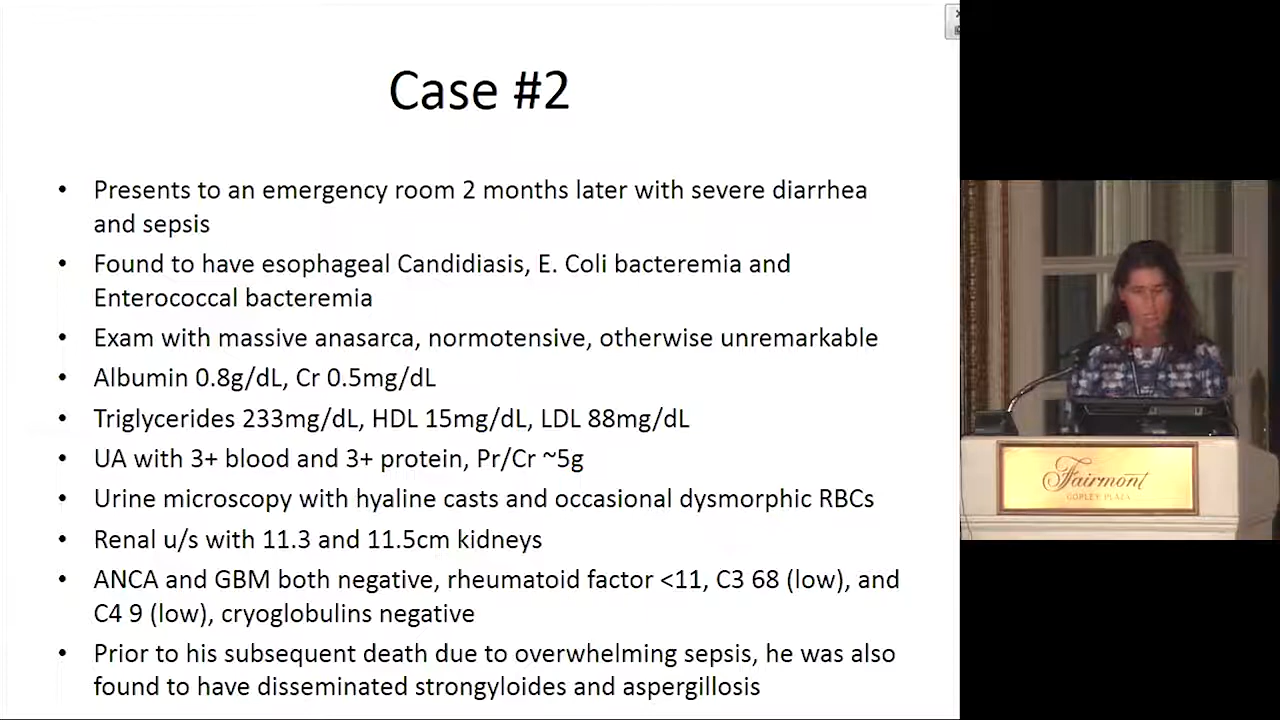 Case #2
• Presents to an emergency room 2 months later with severe diarrhea
and sepsis
• Found to have esophageal Candidiasis, E. Coli bacteremia and
Enterococcal bacteremia
• Exam with massive anasarca, normotensive, otherwise unremarkable
• Albumin 0.8g/dL, Cr 0.5mg/dL
• Triglycerides 233mg/dL, HDL 15mg/dL, LDL 88mg/dL
• UA with 3+ blood and 3+ protein, Pr/Cr ~5g
• Urine microscopy with hyaline casts and occasional dysmorphic RBCs
• Renal u/s with 11.3 and 11.5cm kidneys
• ANCA and GBM both negative, rheumatoid factor <11, C3 68 (low), and
C4 9 (low), cryoglobulins negative
• Prior to his subsequent death due to overwhelming sepsis, he was also
found to have disseminated strongyloides and aspergillosis
Fairmont
COPLEY PLAZA